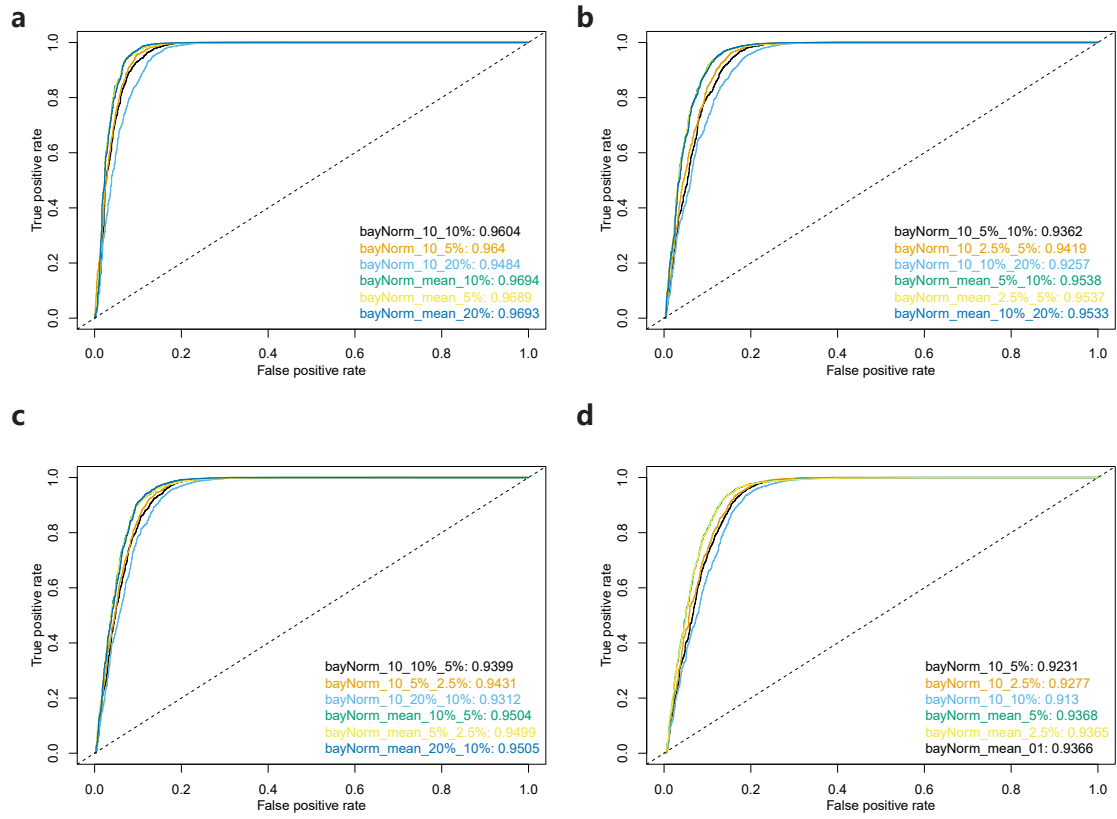 a
1.0
0.8
0.6
0.4
0.2
0.0
True positive rate
bayNorm_10_10%: 0.9604
bayNorm_10_5%: 0.964
bayNorm_10_20%: 0.9484
bayNorm_mean_10%: 0.9694
bayNorm_mean_5%: 0.9689
bayNorm_mean_20%: 0.9693
0.0 0.2 0.4 0.6 0.8 1.0
False positive rate
b
1.0
0.8
0.6
0.4
0.2
0.0
True positive rate
bayNorm_10_5%_10%: 0.9362
bayNorm_10_2.5%_5%: 0.9419
bayNorm_10_10%_20%: 0.9257
bayNorm_mean_5%_10%: 0.9538
bayNorm_mean_2.5%_5%: 0.9537
bayNorm_mean_10%_20%: 0.9533
0.0 0.2 0.4 0.6 0.8 1.0
False positive rate
c
1.0
0.8
0.6
0.4
0.2
0.0
True positive rate
bayNorm_10_10%_5%: 0.9399
bayNorm_10_5%_2.5%: 0.9431
bayNorm_10_20%_10%: 0.9312
bayNorm_mean_10%_5%: 0.9504
bayNorm_mean_5%_2.5%: 0.9499
bayNorm_mean_20%_10%: 0.9505
0.0 0.2 0.4 0.6 0.8 1.0
False positive rate
d
1.0
0.8
0.6
0.4
0.2
0.0
True positive rate
bayNorm_10_5%: 0.9231
bayNorm_10_2.5%: 0.9277
bayNorm_10_10%: 0.913
bayNorm_mean_5%: 0.9368
bayNorm_mean_2.5%: 0.9365
bayNorm_mean_01: 0.9366
0.0 0.2 0.4 0.6 0.8 1.0
False positive rate